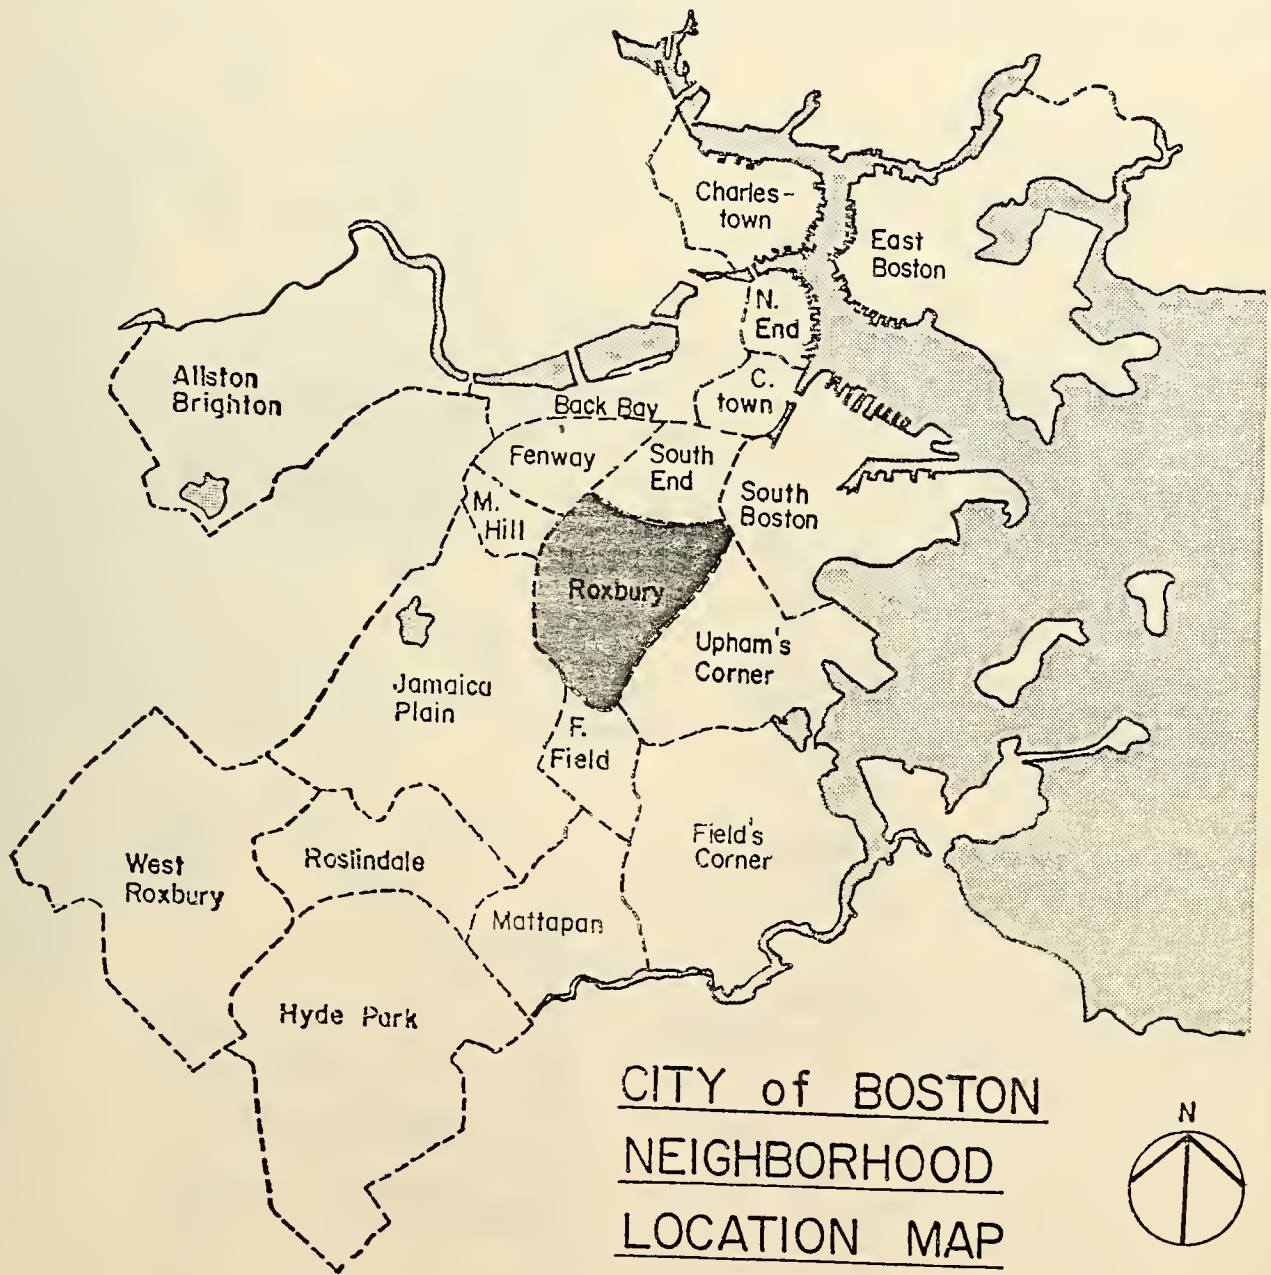 Charles-
town
East
Boston
N.
End
Allston
Brighton
C.
town
Back Bay
Fenway
South
End
M.
Hill
South
Boston
Roxbury
Upham's
Corner
Jamaica
Plain
F.
Field
Field's
Corner
West
Roxbury
Roslindale
Mattapan
Hyde Park
CITY of BOSTON
NEIGHBORHOOD
LOCATION MAP
N